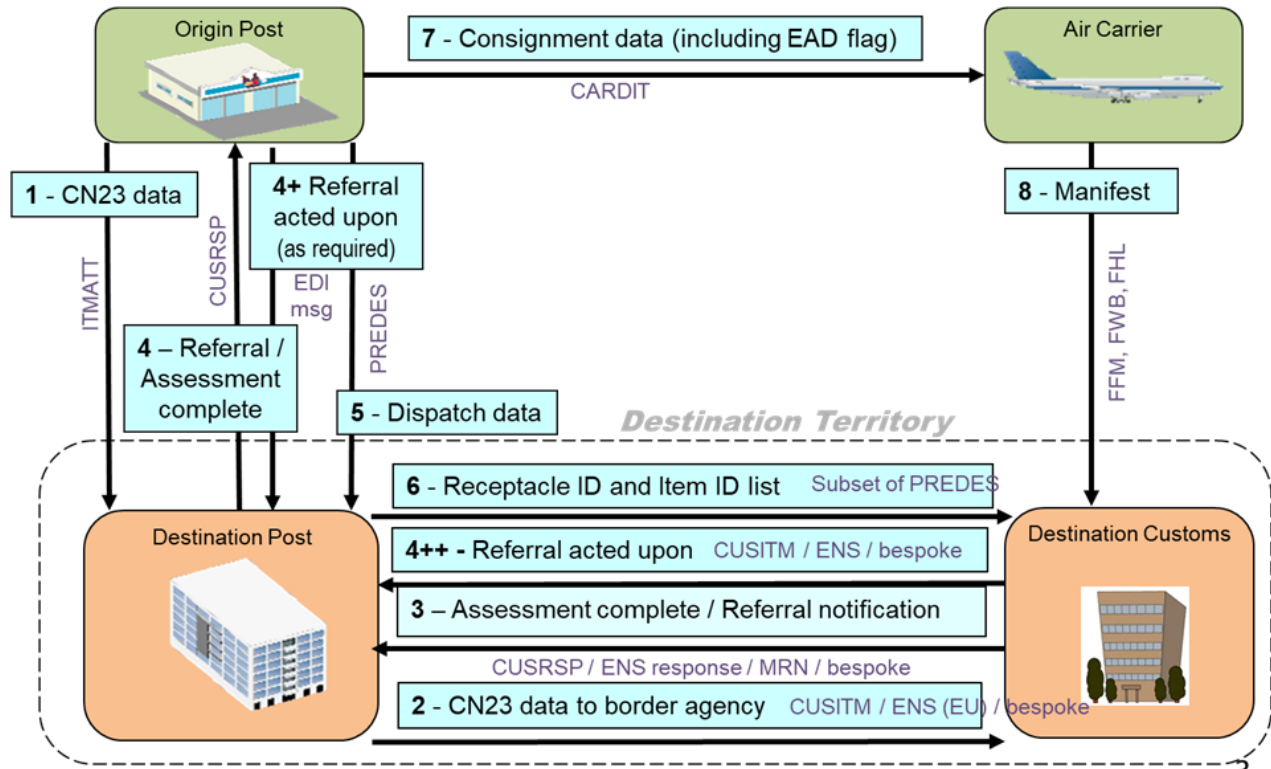 Origin Post
7 - Consignment data (including EAD flag)
CARDIT
Air Carrier
1 - CN23 data
ITMATT
CUSRSP
4+ Referral
acted upon
(as required)
EDI
msg
PREDES
8 - Manifest
FFM, FWB, FHL
4 – Referral /
Assessment
complete
5 - Dispatch data
Destination Territory
Destination Post
6 - Receptacle ID and Item ID list
Subset of PREDES
4++ - Referral acted upon
CUSITM / ENS / bespoke
3 – Assessment complete / Referral notification
CUSRSP / ENS response / MRN / bespoke
2 - CN23 data to border agency
CUSITM / ENS (EU) / bespoke
Destination Customs